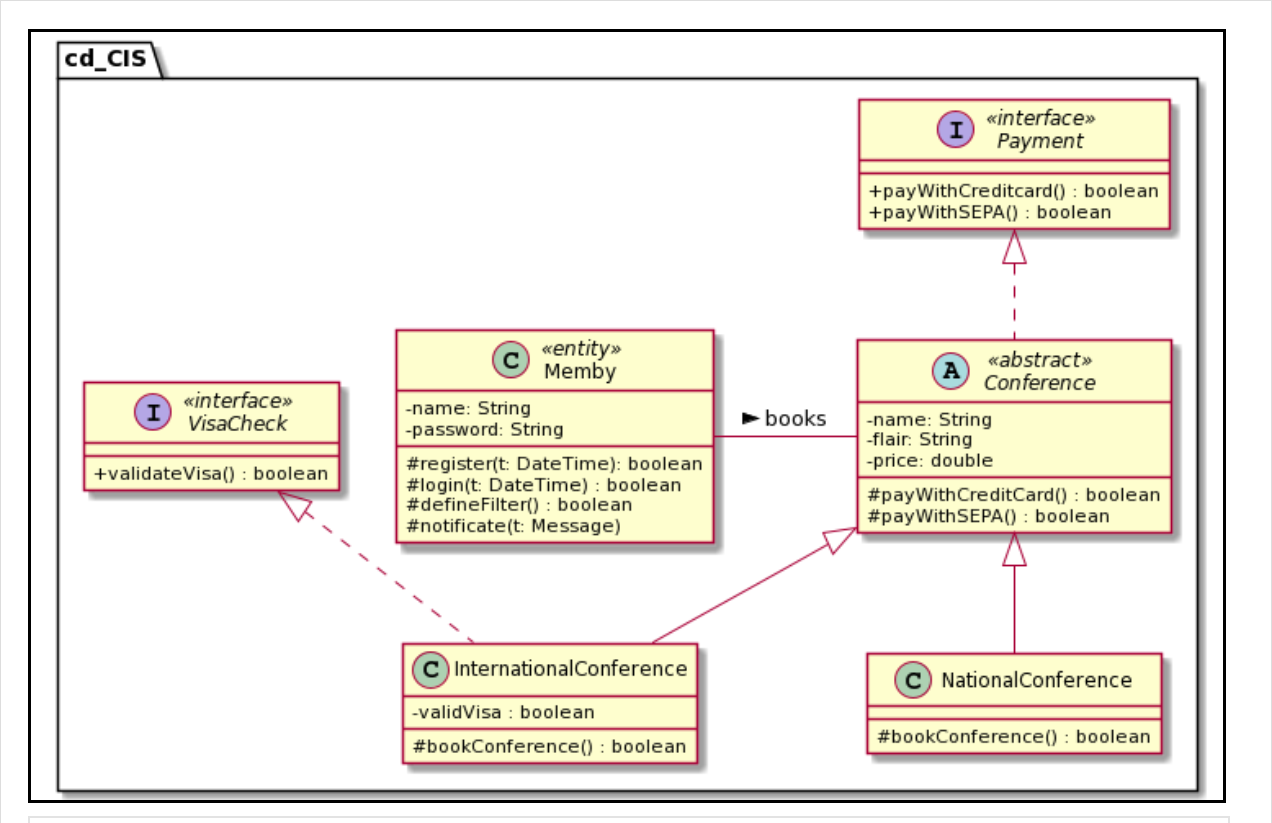 cd_CIS
I
«interface»
Payment
+payWithCreditcard() : boolean
+payWithSEPA() : boolean
C
«entity»
Memby
-name: String
-password: String
#register(t: DateTime): boolean
#login(t: DateTime) : boolean
#defineFilter() : boolean
#notificate(t: Message)
► books
A
«abstract»
Conference
-name: String
-flair: String
-price: double
#payWithCreditCard() : boolean
#payWithSEPA() : boolean
I
«interface»
VisaCheck
+validateVisa() : boolean
C InternationalConference
-validVisa : boolean
#bookConference() : boolean
C NationalConference
#bookConference() : boolean